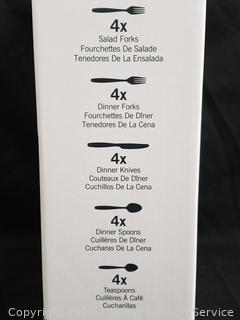 4x
Salad Forks
Fourchettes De Salade
Tenedores De La Ensalada
4x
Dinner Forks
Fourchettes De Dîner
Tenedores De La Cena
4x
Dinner Knives
Couteaux De Dîner
Cuchillos De La Cena
4x
Dinner Spoons
Cuillères De Dîner
Cucharas De La Cena
4x
Teaspoons
Cuillères À Café
Cucharillas
Service